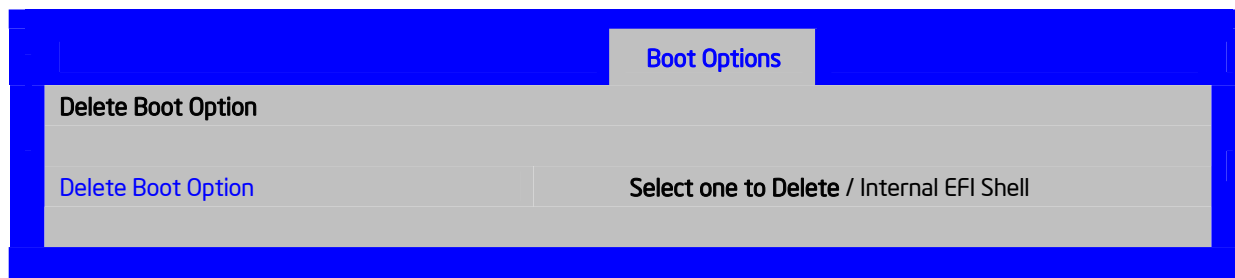 Boot Options
Delete Boot Option
Delete Boot Option Select one to Delete / Internal EFI Shell